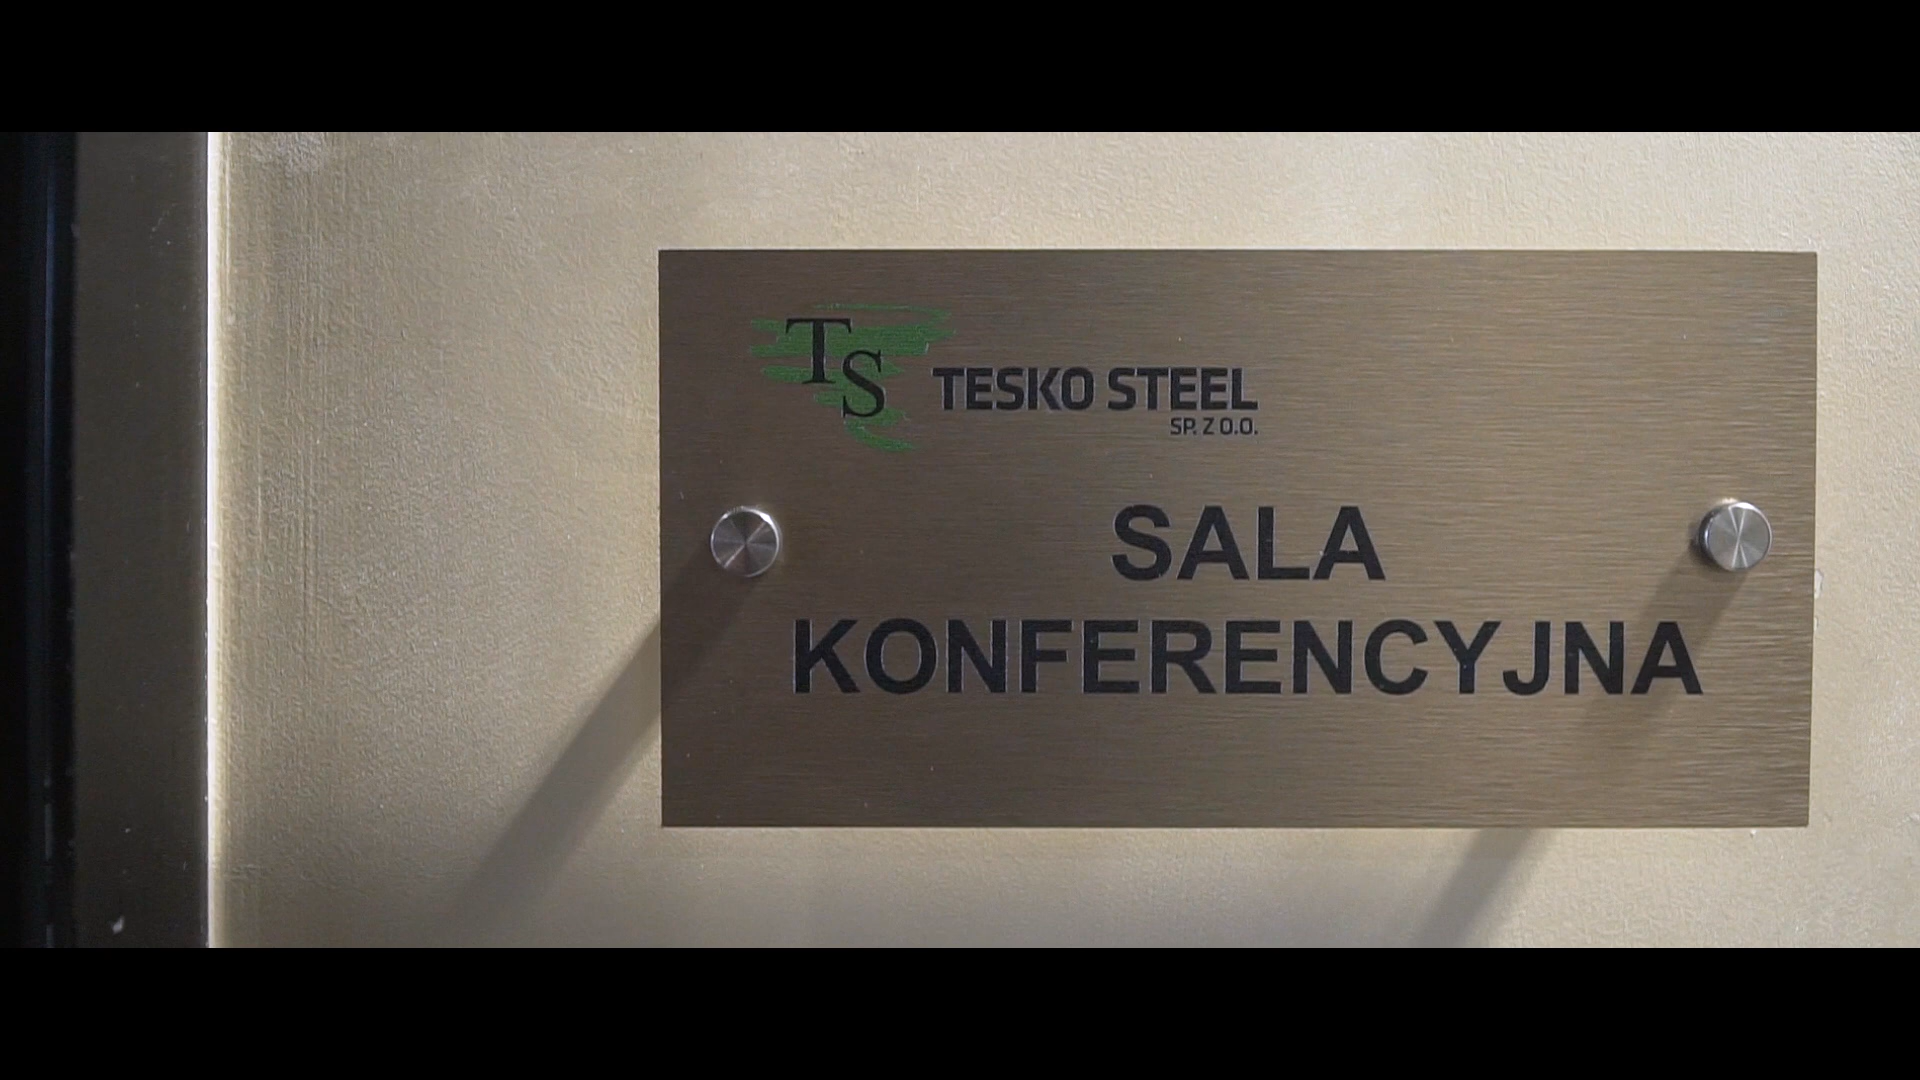 TS
TESKO STEEL
SP. Z O.O.
SALA
KONFERENCYJNA